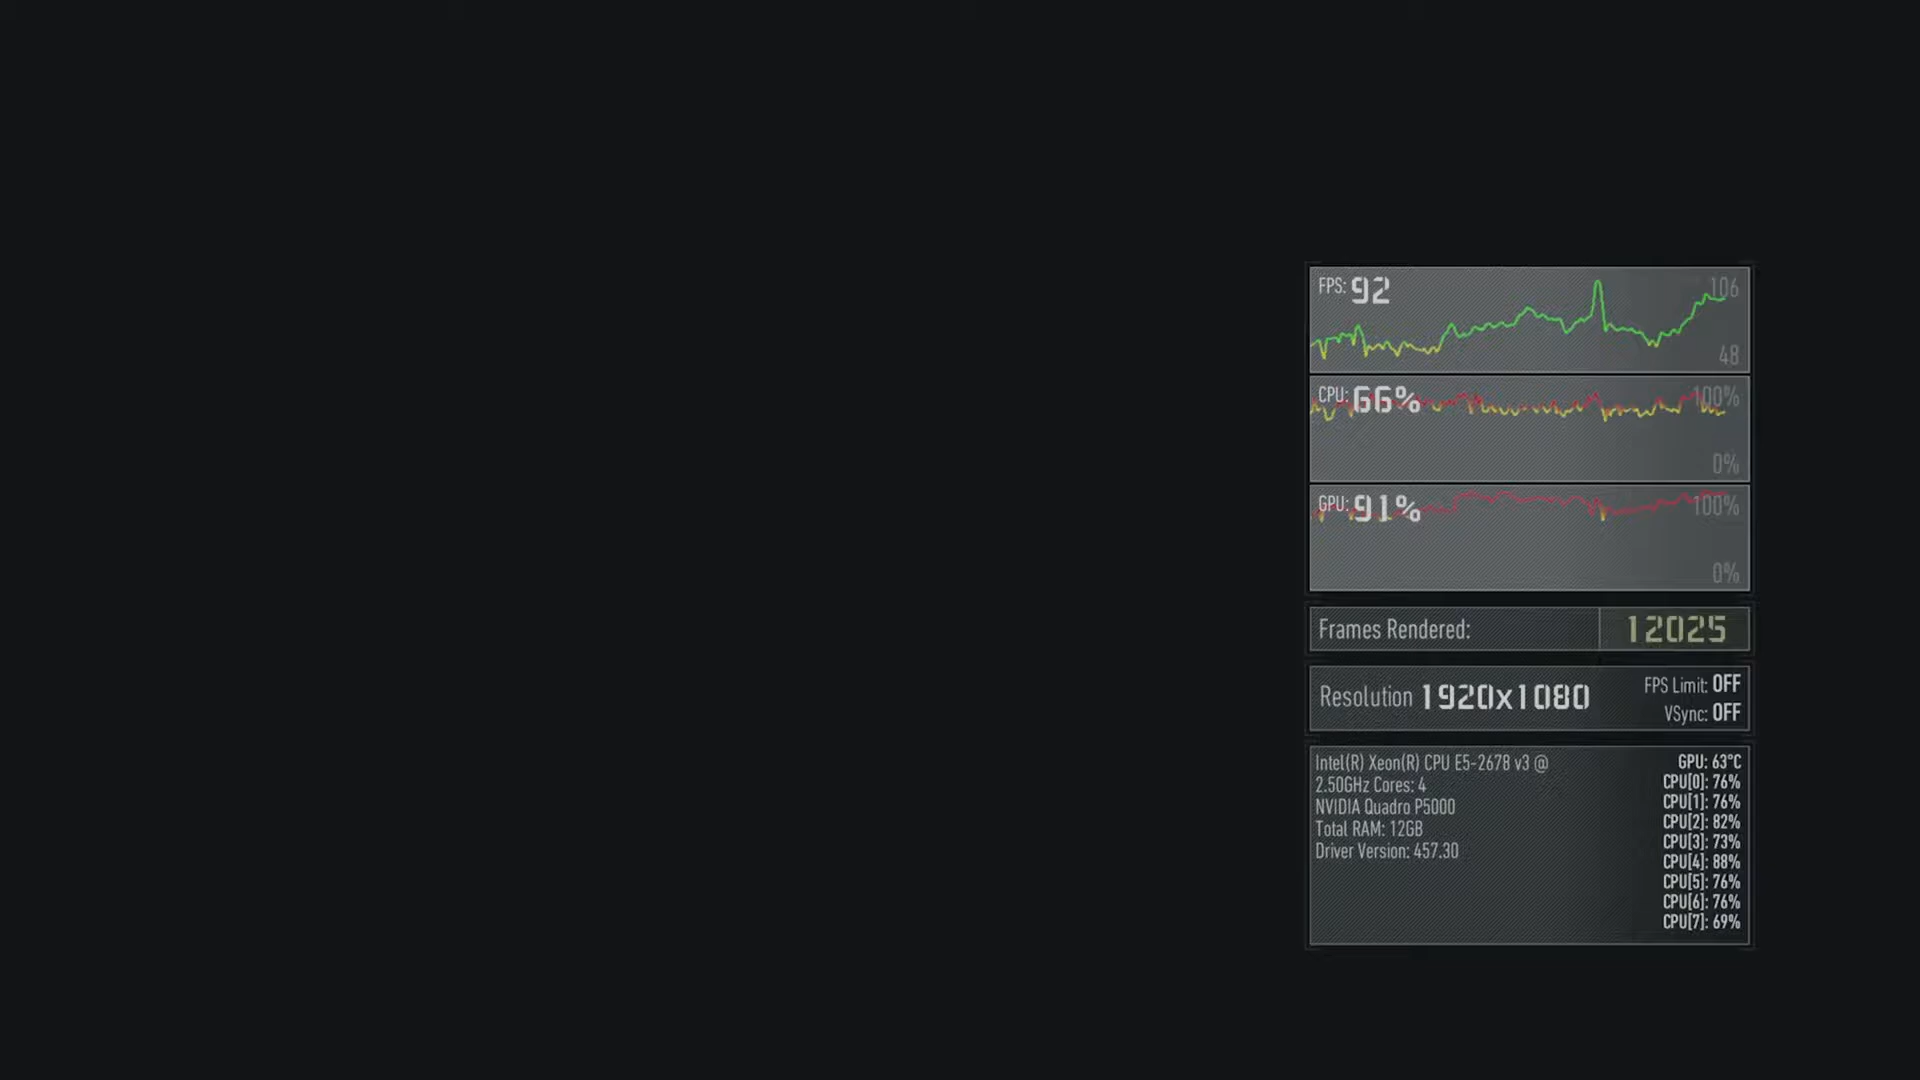 FPS: 92
106
48
CPU: 66%
100%
0%
GPU: 91%
100%
0%
Frames Rendered: 12025
Resolution 1920x1080
FPS Limit: OFF
VSync: OFF
Intel(R) Xeon(R) CPU E5-2678 v3 @
2.50GHz Cores: 4
NVIDIA Quadro P5000
Total RAM: 12GB
Driver Version: 457.30
GPU: 63°C
CPU[0]: 76%
CPU[1]: 76%
CPU[2]: 82%
CPU[3]: 73%
CPU[4]: 88%
CPU[5]: 76%
CPU[6]: 76%
CPU[7]: 69%